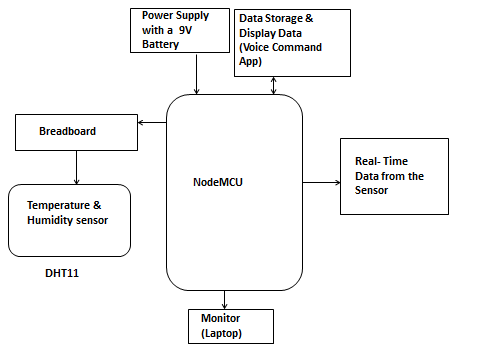 Power Supply
with a 9V
Battery
Data Storage &
Display Data
(Voice Command
App)
Breadboard
NodeMCU
Real- Time
Data from the
Sensor
Temperature &
Humidity sensor
DHT11
Monitor
(Laptop)